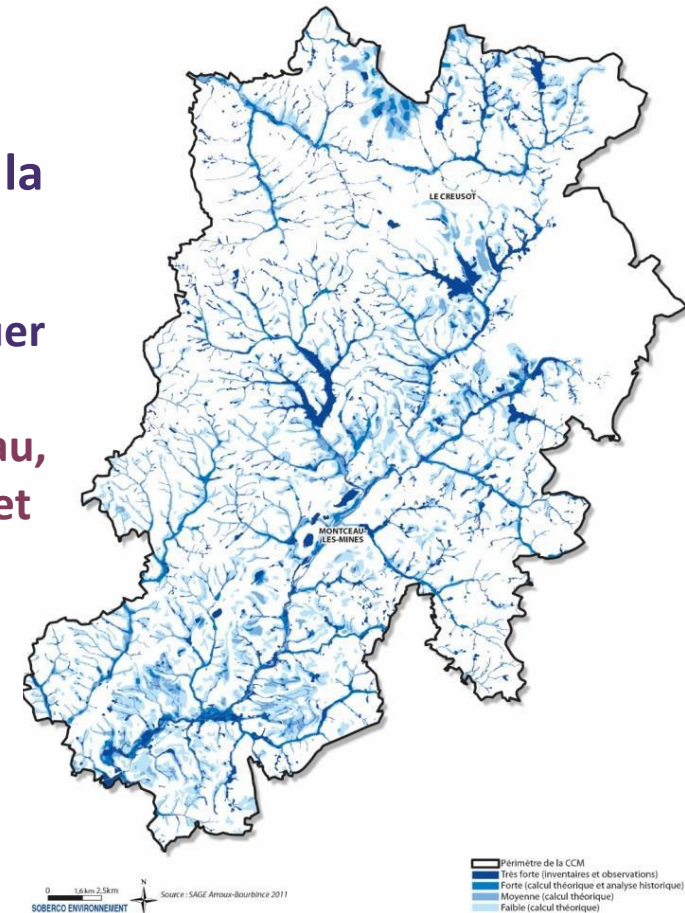 la
uer
au,
et
LE CREUSOT
MONTCEAU-
LES-MINES
0 1,6 km 2,5km
N
SOBERCO ENVIRONNEMENT
Source : SAGE Arroux-Bourbince 2011
Périmètre de la CCM
Très forte (inventaires et observations)
Forte (calcul théorique et analyse historique)
Moyenne (calcul théorique)
Faible (calcul théorique)